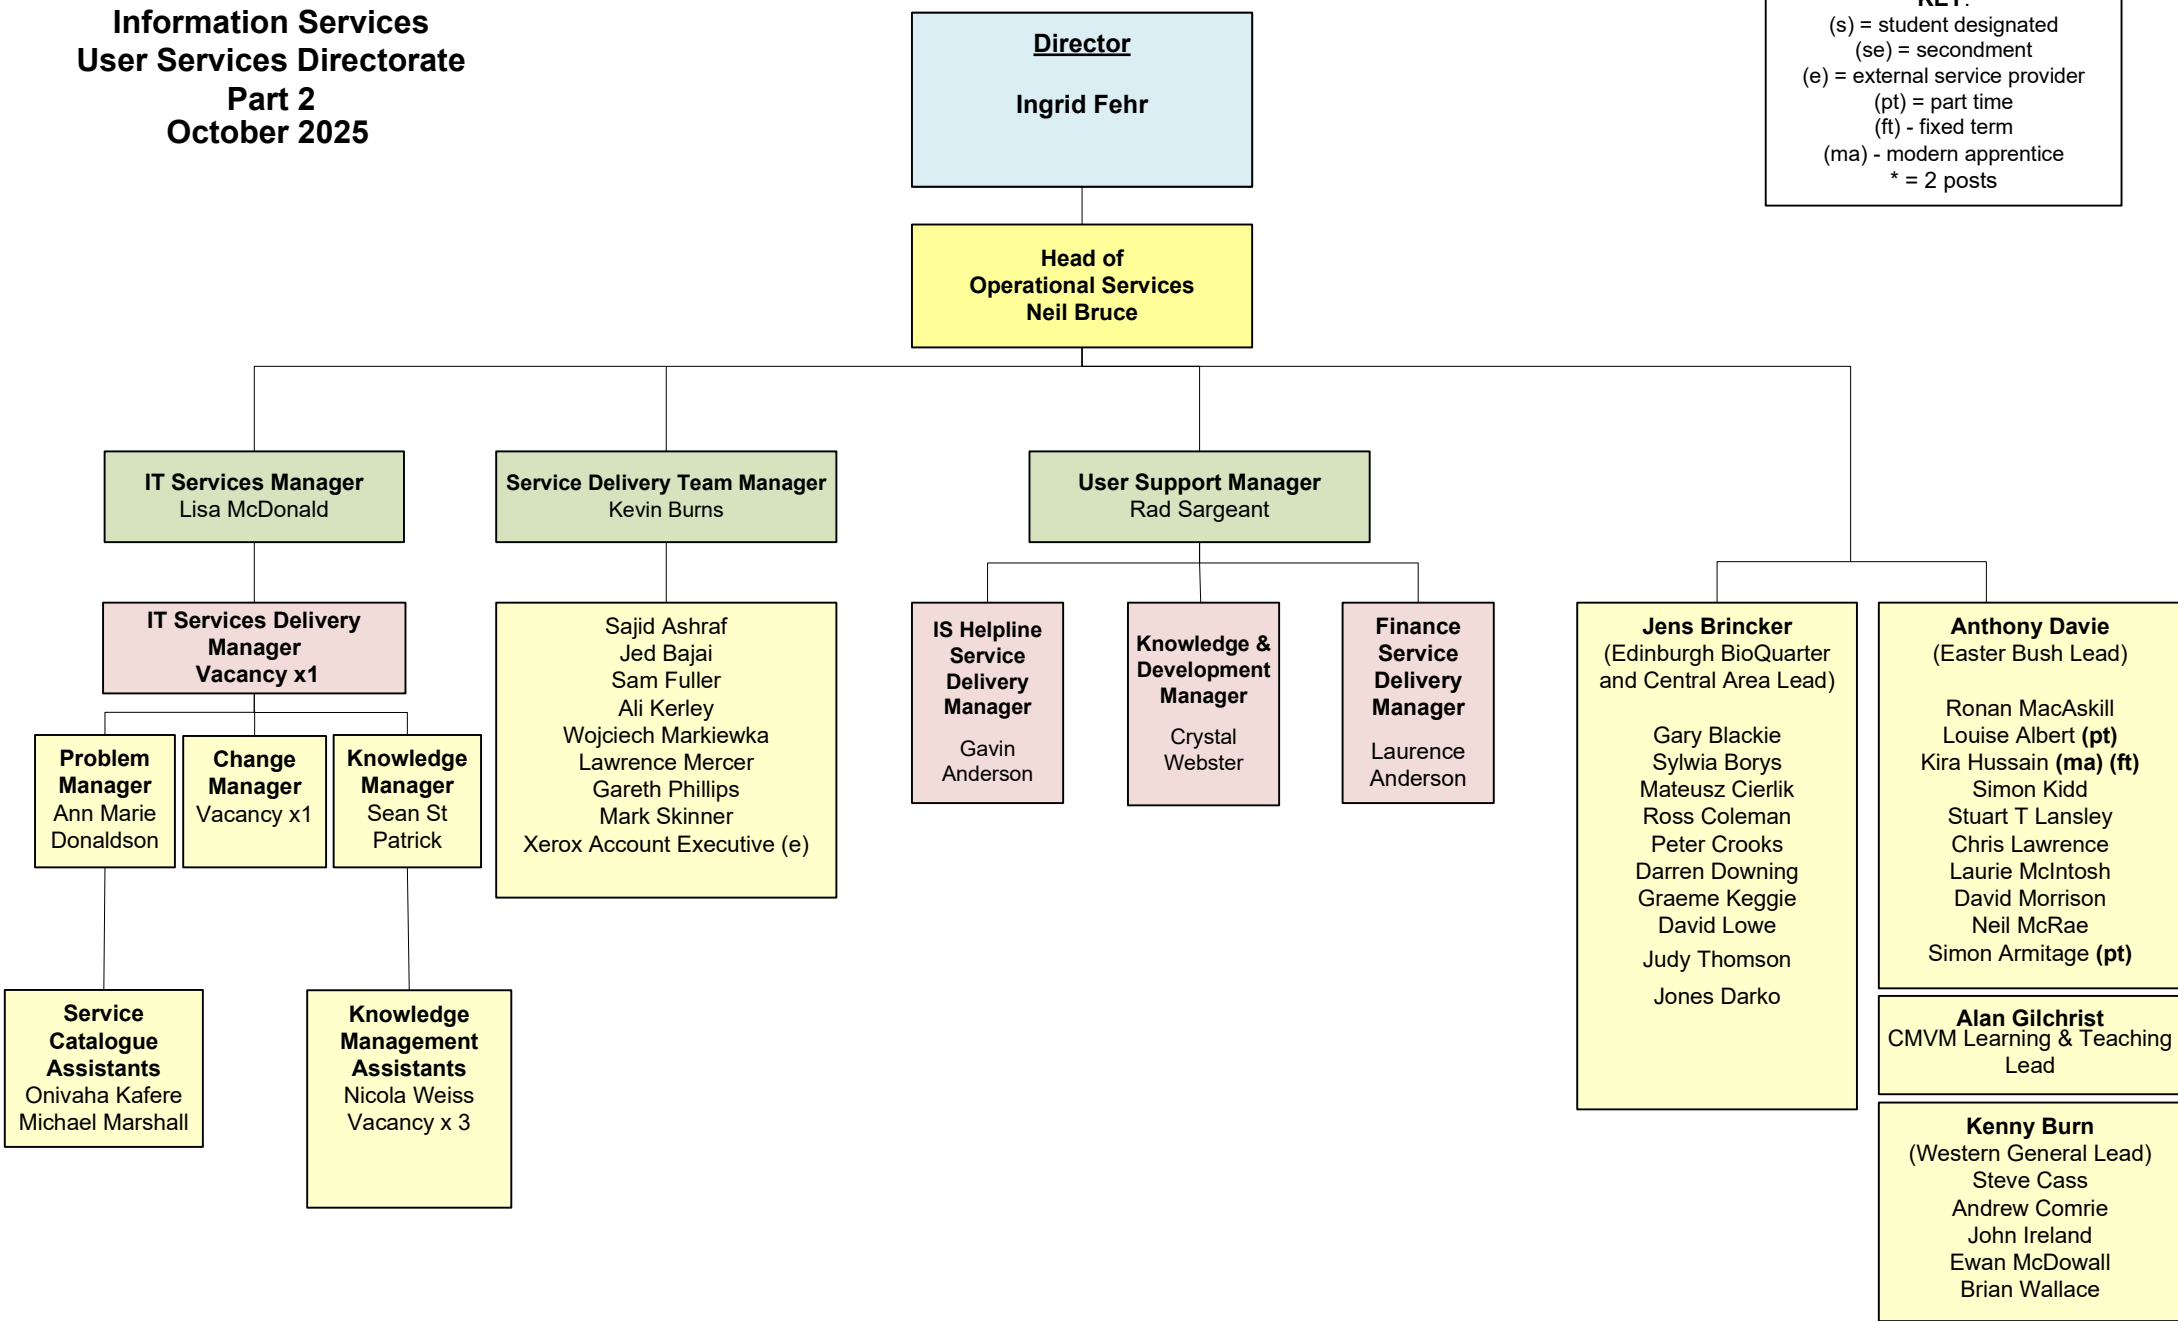 Information Services
User Services Directorate
Part 2
October 2025
Director
Ingrid Fehr
KEY:
(s) = student designated
(se) = secondment
(e) = external service provider
(pt) = part time
(ft) - fixed term
(ma) - modern apprentice
* = 2 posts
Head of
Operational Services
Neil Bruce
IT Services Manager
Lisa McDonald
Service Delivery Team Manager
Kevin Burns
User Support Manager
Rad Sargeant
IT Services Delivery
Manager
Vacancy x1
Problem
Manager
Ann Marie
Donaldson
Change
Manager
Vacancy x1
Knowledge
Manager
Sean St
Patrick
Service
Catalogue
Assistants
Onivaha Kafere
Michael Marshall
Knowledge
Management
Assistants
Nicola Weiss
Vacancy x 3
Sajid Ashraf
Jed Bajai
Sam Fuller
Ali Kerley
Wojciech Markiewka
Lawrence Mercer
Gareth Phillips
Mark Skinner
Xerox Account Executive (e)
IS Helpline
Service
Delivery
Manager
Gavin
Anderson
Knowledge &
Development
Manager
Crystal
Webster
Finance
Service
Delivery
Manager
Laurence
Anderson
Jens Brincker
(Edinburgh BioQuarter
and Central Area Lead)
Gary Blackie
Sylwia Borys
Mateusz Cierlik
Ross Coleman
Peter Crooks
Darren Downing
Graeme Keggie
David Lowe
Judy Thomson
Jones Darko
Anthony Davie
(Easter Bush Lead)
Ronan MacAskill
Louise Albert (pt)
Kira Hussain (ma) (ft)
Simon Kidd
Stuart T Lansley
Chris Lawrence
Laurie McIntosh
David Morrison
Neil McRae
Simon Armitage (pt)
Alan Gilchrist
CMVM Learning & Teaching
Lead
Kenny Burn
(Western General Lead)
Steve Cass
Andrew Comrie
John Ireland
Ewan McDowall
Brian Wallace